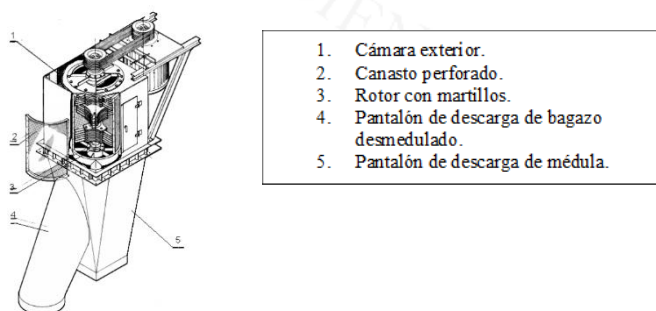 1
2
3
4
5
1. Cámara exterior.
2. Canasto perforado.
3. Rotor con martillos.
4. Pantalón de descarga de bagazo
desmedulado.
5. Pantalón de descarga de médula.